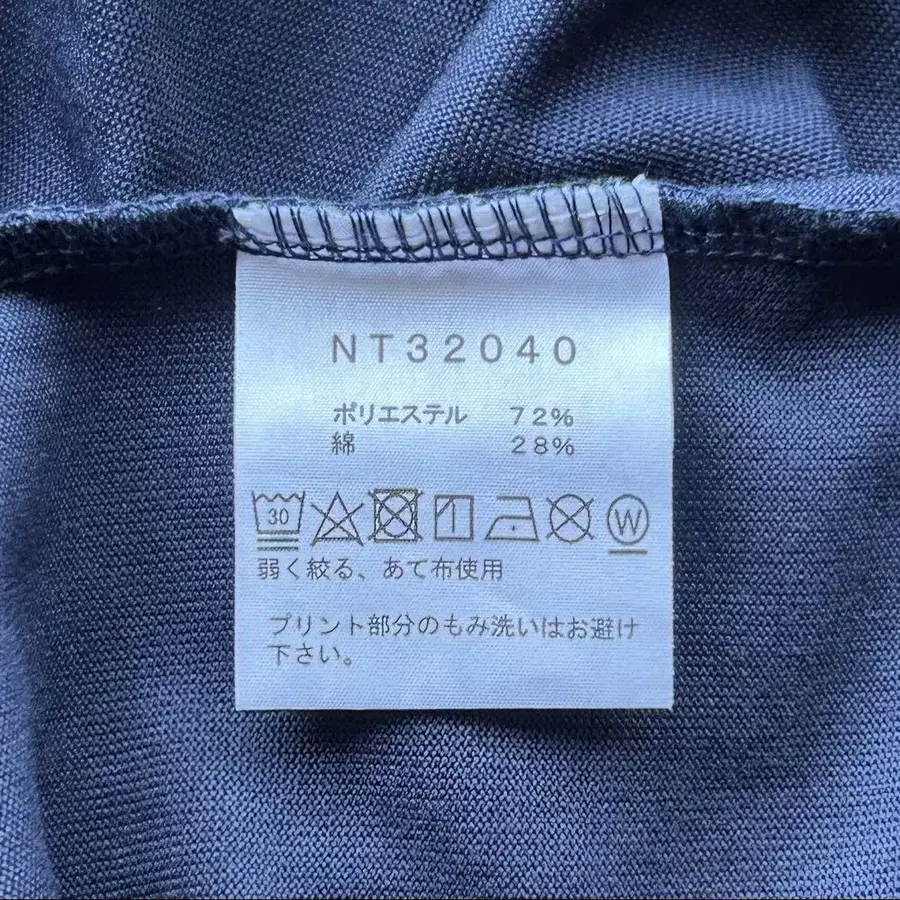 NT32040
ポリエステル 72%
綿 28%
30 W
弱く絞る、あて布使用
プリント部分のもみ洗いはお避け
下さい。